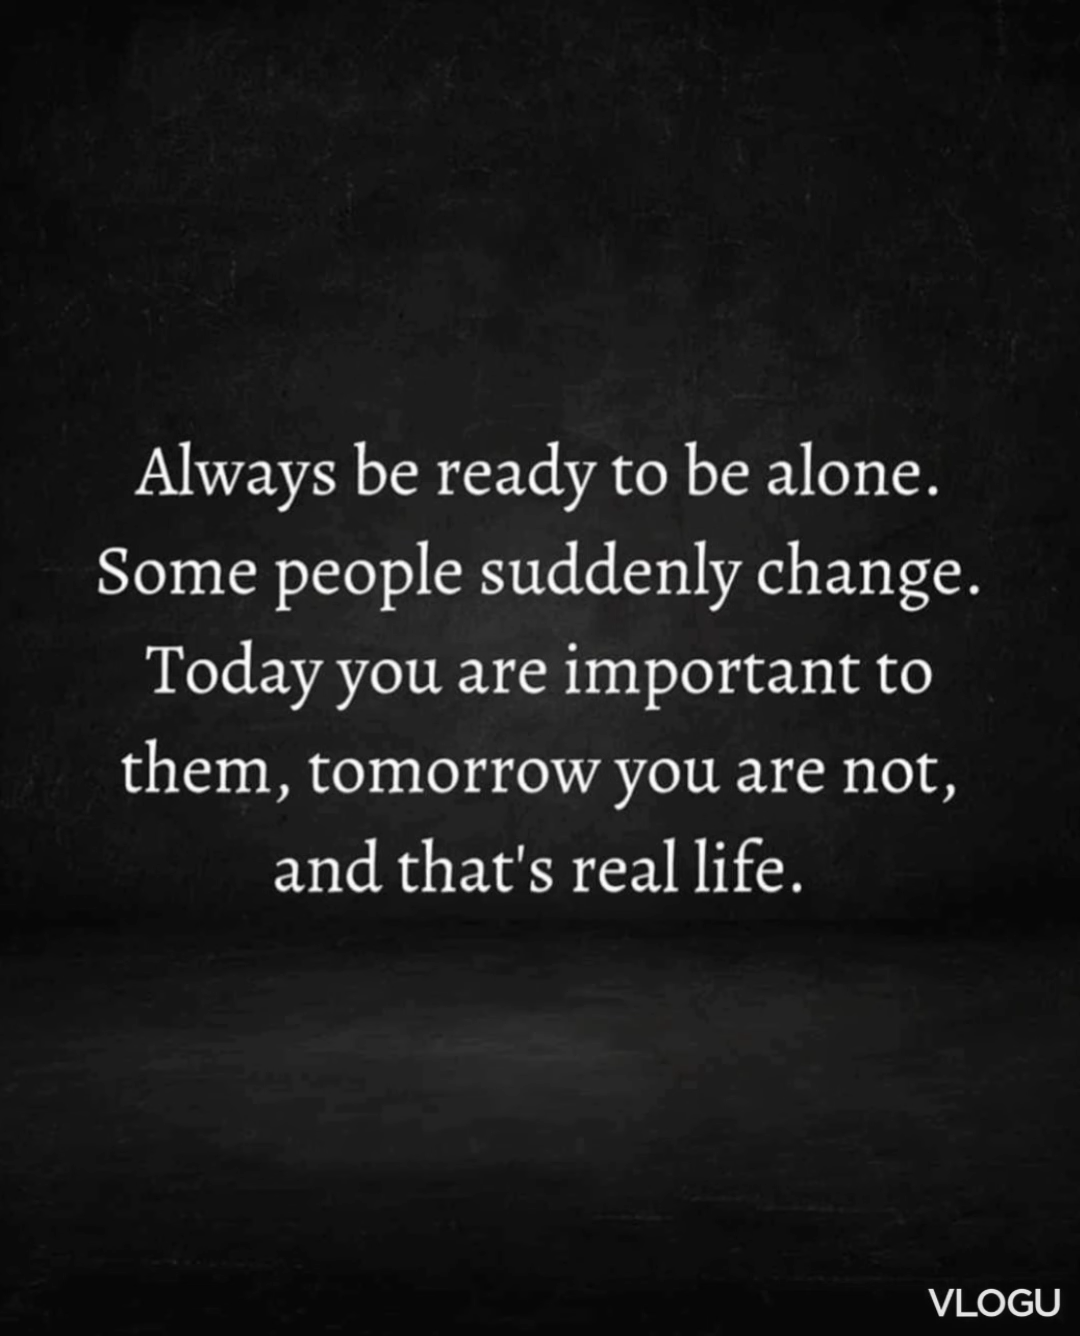 Always be ready to be alone.
Some people suddenly change.
Today you are important to
them, tomorrow you are not,
and that's real life.
VLOGU